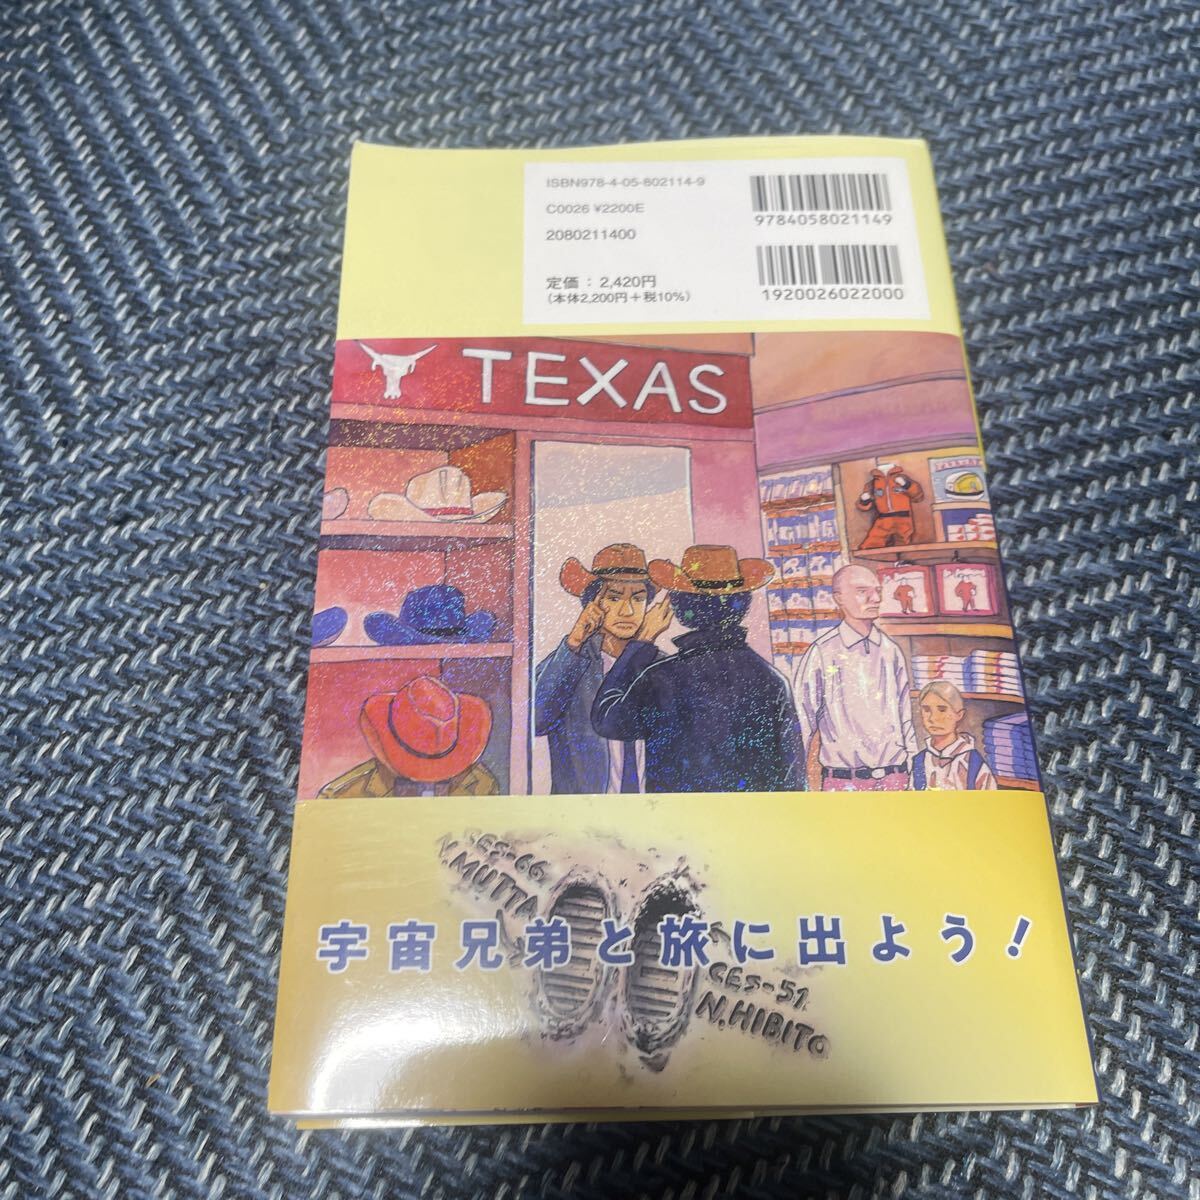 ISBN978-4-05-802114-9
C0026 ¥2200E
2080211400
定価：2,420円
（本体2,200円＋税10%）
9784058021149
1920026022000
TEXAS
CES-66
N.MUTTA
宇宙兄弟と旅に出よう！
CES-51
N.HIBITO